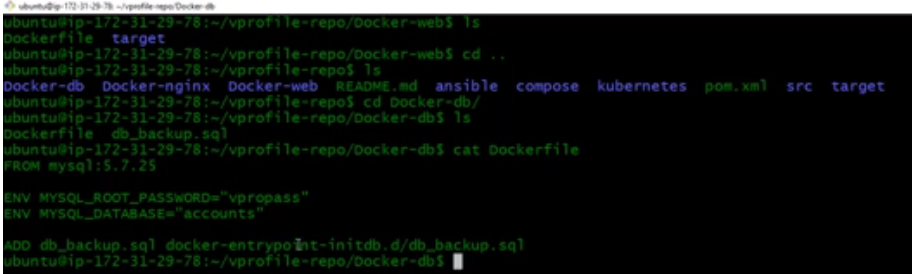 ubuntu@ip-172-31-29-78: ~/vprofile-repo/Docker-db
ubuntu@ip-172-31-29-78:~/vprofile-repo/Docker-web$ ls
Dockerfile  target
ubuntu@ip-172-31-29-78:~/vprofile-repo/Docker-web$ cd ..
ubuntu@ip-172-31-29-78:~/vprofile-repo$ ls
Docker-db  Docker-nginx  Docker-web  README.md  ansible  compose  kubernetes  pom.xml  src  target
ubuntu@ip-172-31-29-78:~/vprofile-repo$ cd Docker-db/
ubuntu@ip-172-31-29-78:~/vprofile-repo/Docker-db$ ls
Dockerfile  db_backup.sql
ubuntu@ip-172-31-29-78:~/vprofile-repo/Docker-db$ cat Dockerfile
FROM mysql:5.7.25
ENV MYSQL_ROOT_PASSWORD="vpropass"
ENV MYSQL_DATABASE="accounts"
ADD db_backup.sql docker-entrypoint-initdb.d/db_backup.sql
ubuntu@ip-172-31-29-78:~/vprofile-repo/Docker-db$